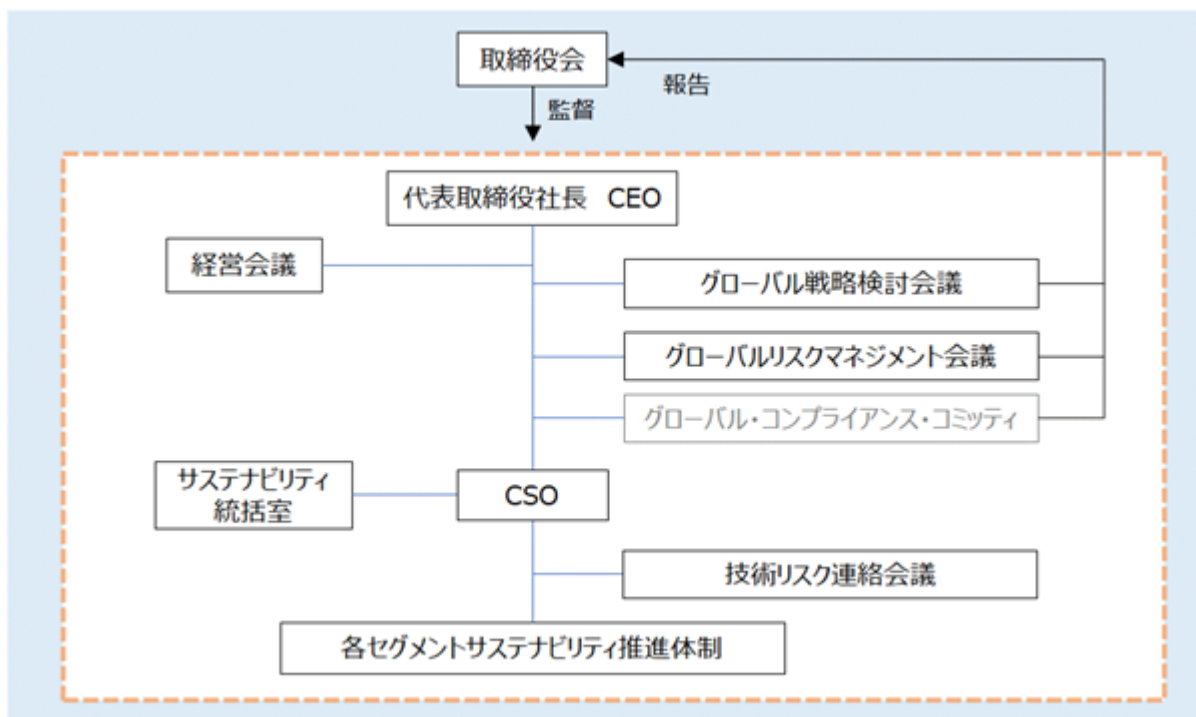 取締役会
報告
監督
代表取締役社長 CEO
経営会議
グローバル戦略検討会議
グローバルリスクマネジメント会議
グローバル・コンプライアンス・コミッティ
サステナビリティ
統括室
CSO
技術リスク連絡会議
各セグメントサステナビリティ推進体制